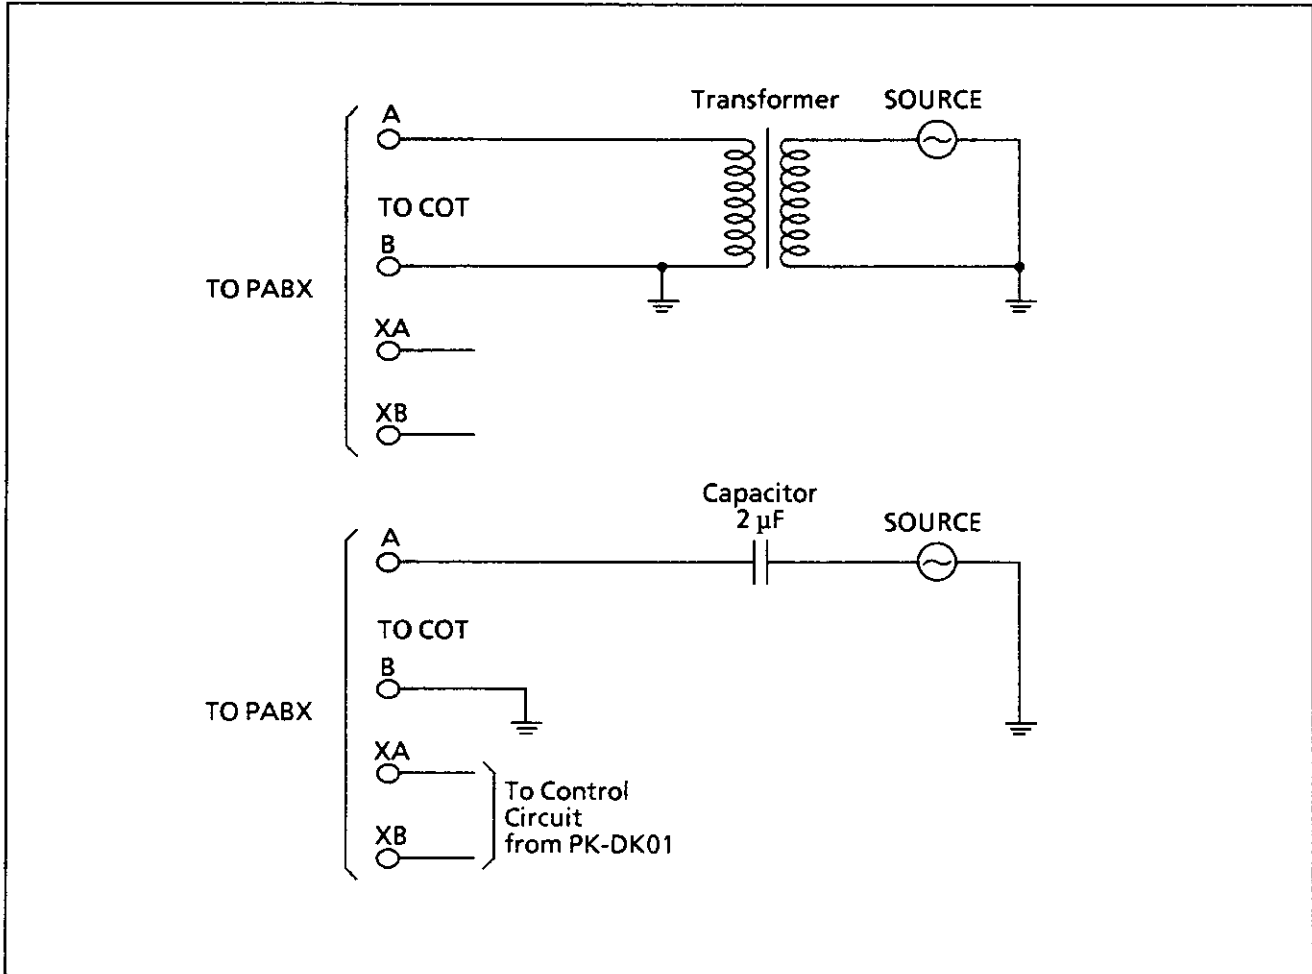 Transformer SOURCE
A
TO COT
B
TO PABX
XA
XB
Capacitor
2 µF
SOURCE
A
TO COT
B
TO PABX
XA
To Control
Circuit
from PK-DK01
XB